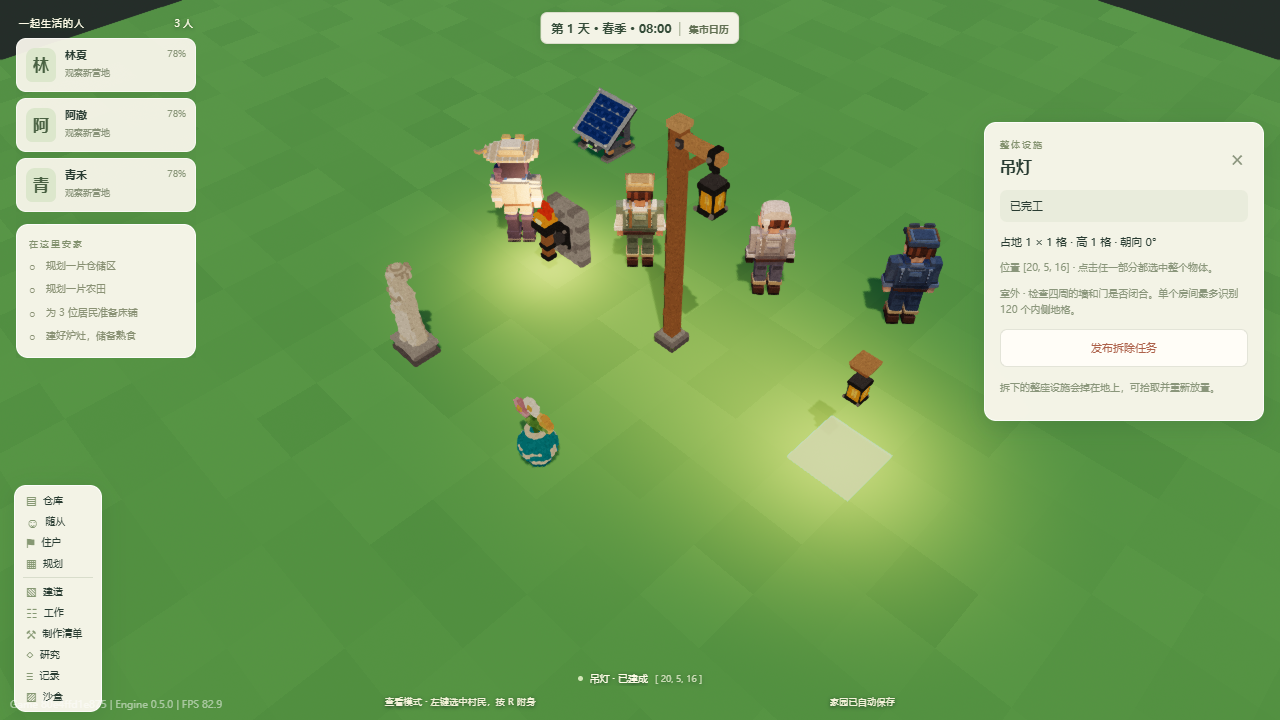 一起生活的人 3 人
林 林夏 78%
观察新营地
阿 阿澈 78%
观察新营地
青 青禾 78%
观察新营地
在这里安家
规划一片仓储区
规划一片农田
为 3 位居民准备床铺
建好炉灶，储备熟食
第 1 天 • 春季 • 08:00 | 集市日历
整体设施
吊灯
已完工
占地 1 × 1 格 · 高 1 格 · 朝向 0°
位置 [20, 5, 16] · 点击任一部分都选中整个物体。
室外 · 检查四周的墙和门是否闭合。单个房间最多识别
120 个内侧地格。
发布拆除任务
拆下的整座设施会掉在地上，可拾取并重新放置。
仓库
随从
住户
规划
建造
工作
制作清单
研究
记录
沙盒
| Engine 0.5.0 | FPS 82.9
吊灯 · 已建成 [ 20, 5, 16 ]
查看模式 · 左键选中村民，按 R 附身
家园已自动保存